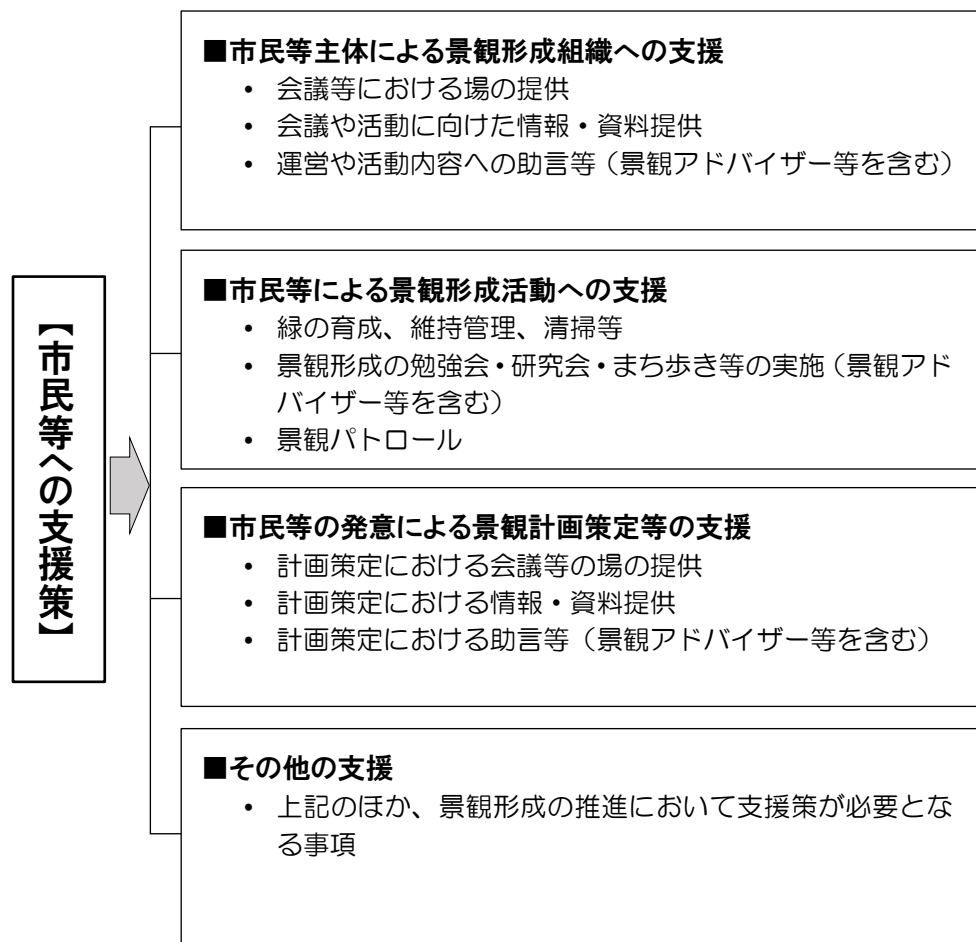 【市民等への支援策】
■市民等主体による景観形成組織への支援
• 会議等における場の提供
• 会議や活動に向けた情報・資料提供
• 運営や活動内容への助言等（景観アドバイザー等を含む）
■市民等による景観形成活動への支援
• 緑の育成、維持管理、清掃等
• 景観形成の勉強会・研究会・まち歩き等の実施（景観アド
バイザー等を含む）
• 景観パトロール
■市民等の発意による景観計画策定等の支援
• 計画策定における会議等の場の提供
• 計画策定における情報・資料提供
• 計画策定における助言等（景観アドバイザー等を含む）
■その他の支援
• 上記のほか、景観形成の推進において支援策が必要とな
る事項